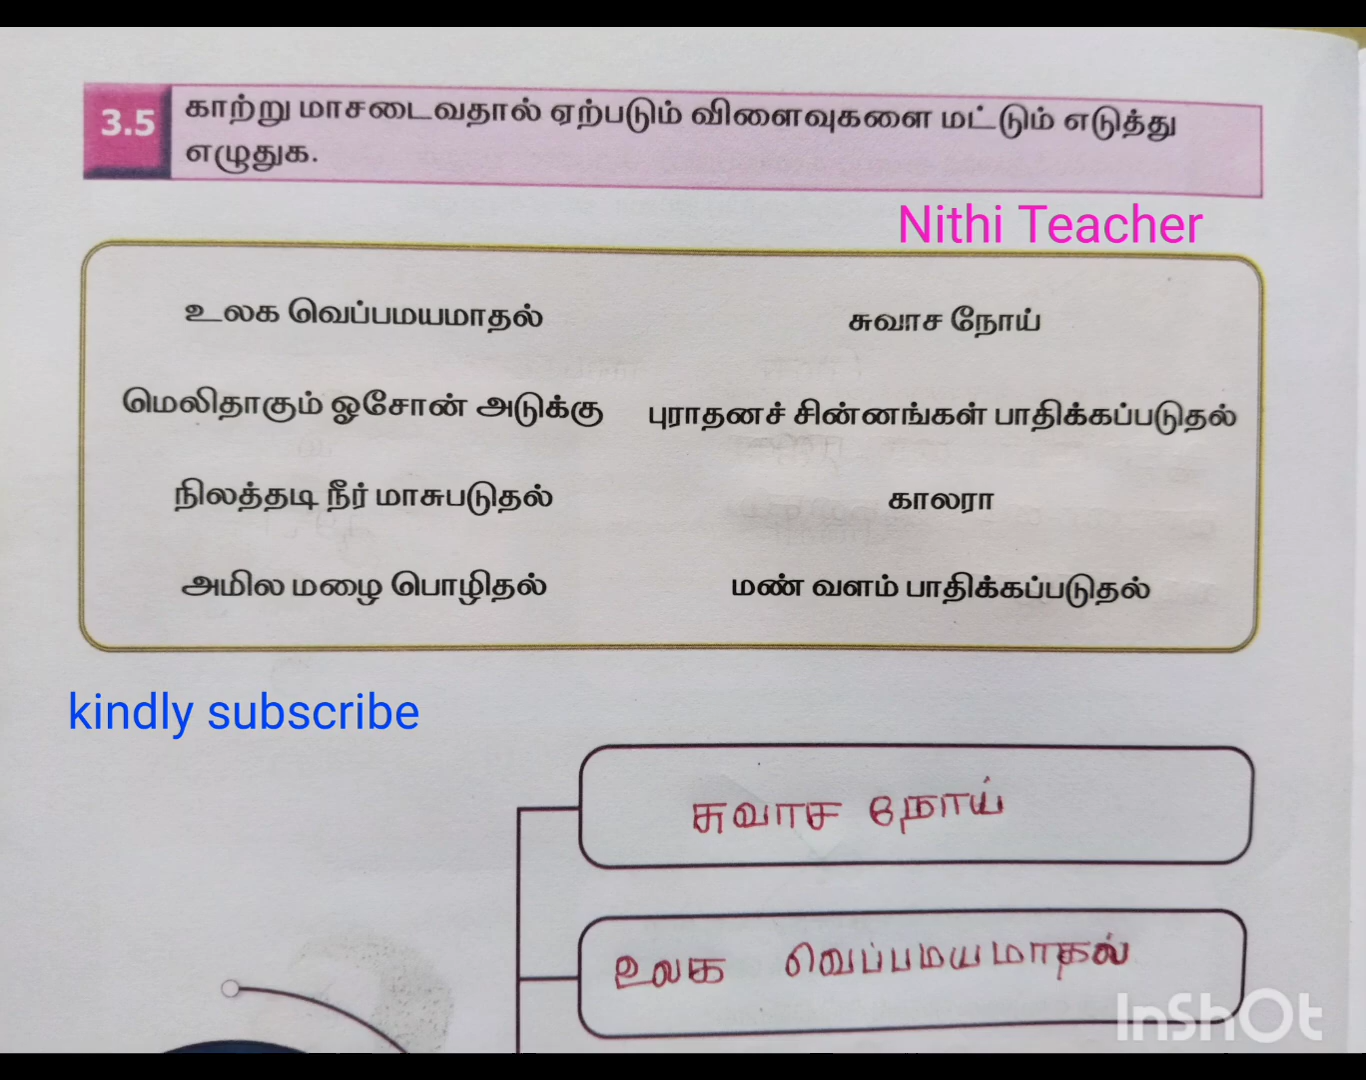 3.5 காற்று மாசடைவதால் ஏற்படும் விளைவுகளை மட்டும் எடுத்து
எழுதுக.
Nithi Teacher
உலக வெப்பமயமாதல் சுவாச நோய்
மெலிதாகும் ஓசோன் அடுக்கு புராதனச் சின்னங்கள் பாதிக்கப்படுதல்
நிலத்தடி நீர் மாசுபடுதல் காலரா
அமில மழை பொழிதல் மண் வளம் பாதிக்கப்படுதல்
kindly subscribe
சுவாச நோய்
உலக வெப்பமயமாதல்
InShOt